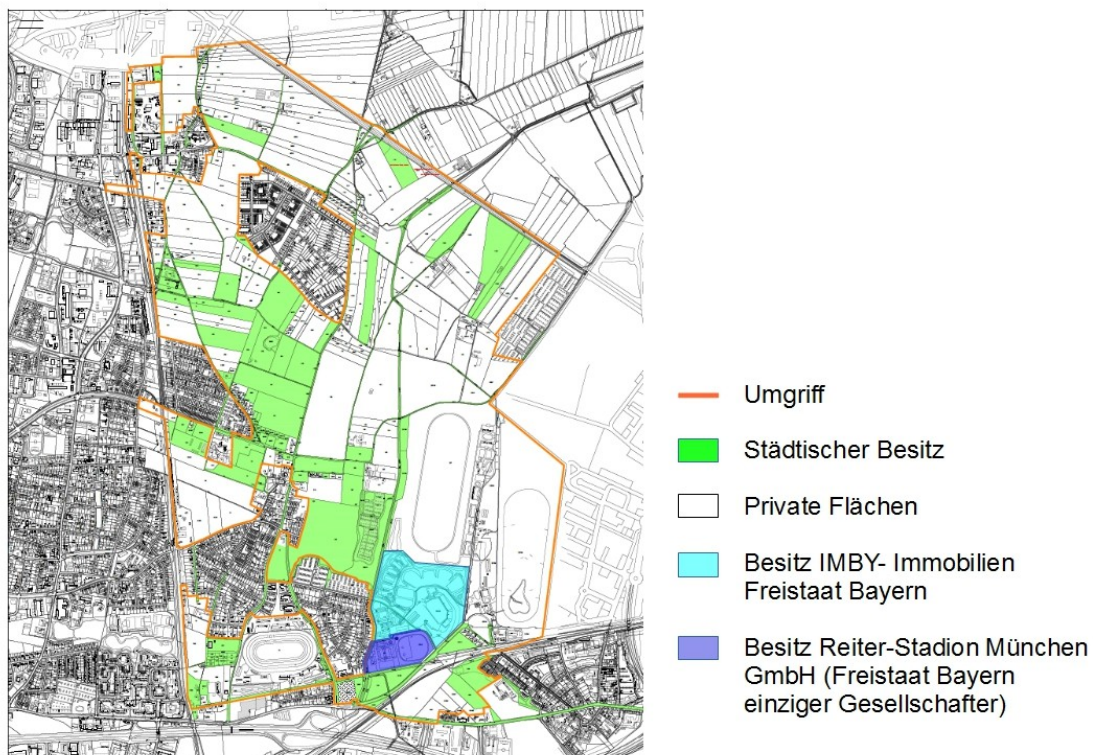 Umgriff
Städtischer Besitz
Private Flächen
Besitz IMBY- Immobilien
Freistaat Bayern
Besitz Reiter-Stadion München
GmbH (Freistaat Bayern
einziger Gesellschafter)